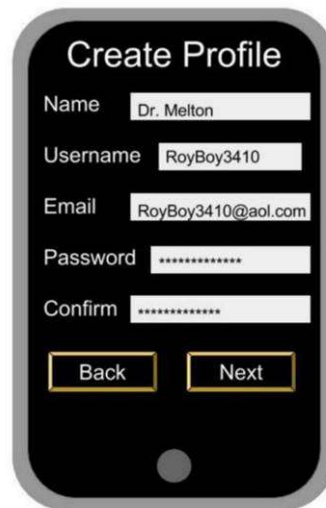 Create Profile
Name Dr. Melton
Username RoyBoy3410
Email RoyBoy3410@aol.com
Password *************
Confirm *************
Back Next